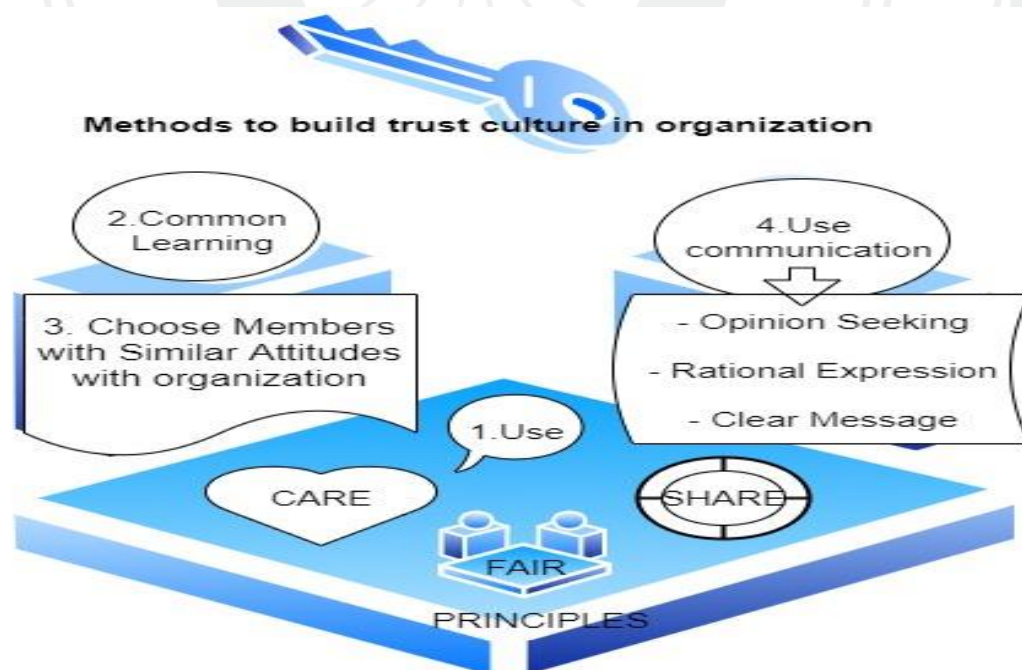 Methods to build trust culture in organization
2.Common
Learning
4.Use
communication
3. Choose Members
with Similar Attitudes
with organization
- Opinion Seeking
- Rational Expression
- Clear Message
1.Use
CARE
SHARE
FAIR
PRINCIPLES